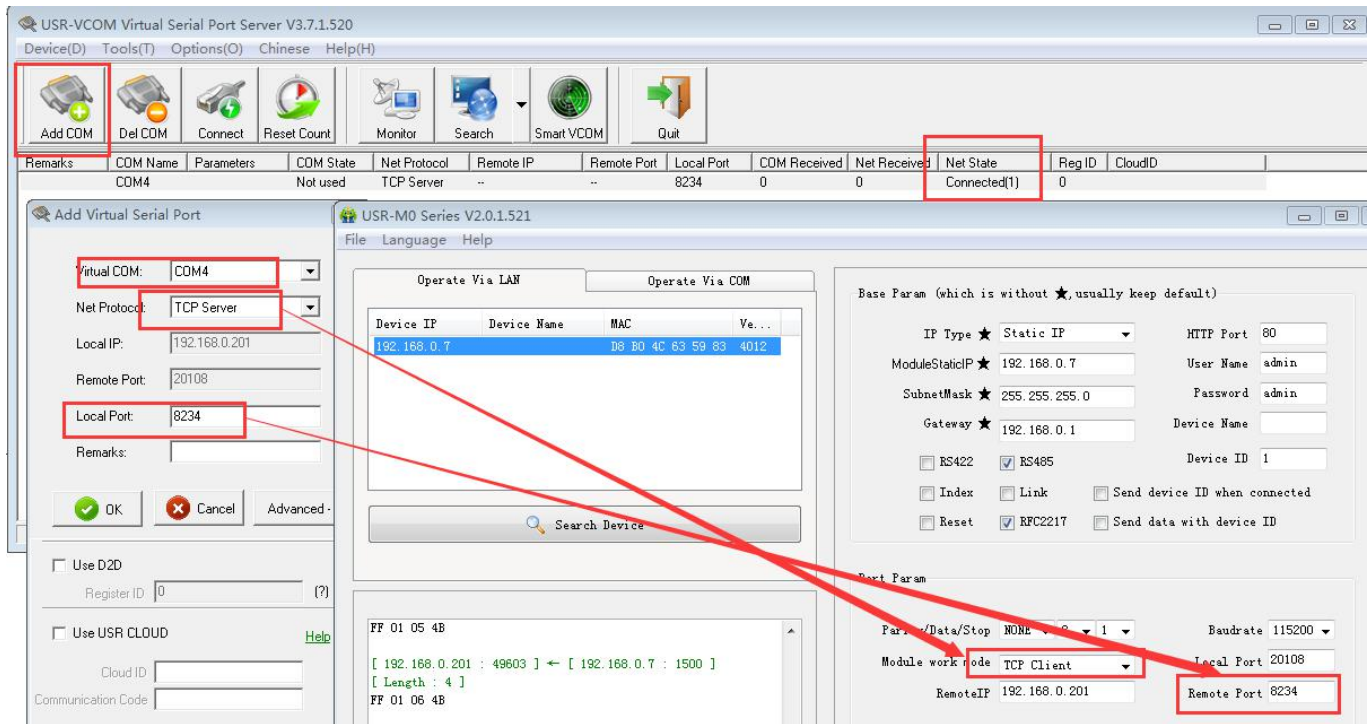 USR-VCOM Virtual Serial Port Server V3.7.1.520
Device(D) Tools(T) Options(O) Chinese Help(H)
Add COM Del COM Connect Reset Count Monitor Search Smart VCOM Quit
Remarks COM Name Parameters COM State Net Protocol Remote IP Remote Port Local Port COM Received Net Received Net State Reg ID CloudID
COM4 Not used TCP Server -- -- 8234 0 0 Connected(1) 0
Add Virtual Serial Port
Virtual COM: COM4
Net Protocol: TCP Server
Local IP: 192.168.0.201
Remote Port: 20108
Local Port: 8234
Remarks:
OK Cancel Advanced -
Use D2D
Register ID 0 (?)
Use USR CLOUD Help
Cloud ID
Communication Code
USR-M0 Series V2.0.1.521
File Language Help
Operate Via LAN Operate Via COM
Device IP Device Name MAC Ve...
192.168.0.7 D8 B0 4C 63 59 83 4012
Search Device
FF 01 05 4B
[ 192.168.0.201 : 49603 ] ← [ 192.168.0.7 : 1500 ]
[ Length : 4 ]
FF 01 06 4B
Base Param (which is without ★,usually keep default)
IP Type ★ Static IP HTTP Port 80
ModuleStaticIP ★ 192.168.0.7 User Name admin
SubnetMask ★ 255.255.255.0 Password admin
Gateway ★ 192.168.0.1 Device Name
RS422 RS485 Device ID 1
Index Link Send device ID when connected
Reset RFC2217 Send data with device ID
Port Param
Parity/Data/Stop NONE 8 1 Baudrate 115200
Module work mode TCP Client Local Port 20108
RemoteIP 192.168.0.201 Remote Port 8234